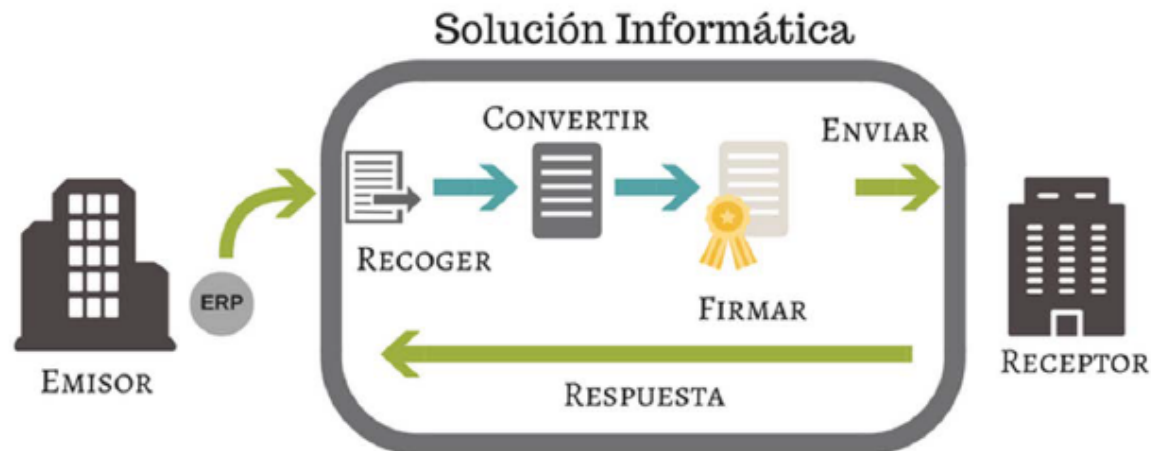 Solución Informática
CONVERTIR
ENVIAR
RECOGER
ERP
FIRMAR
EMISOR
RECEPTOR
RESPUESTA